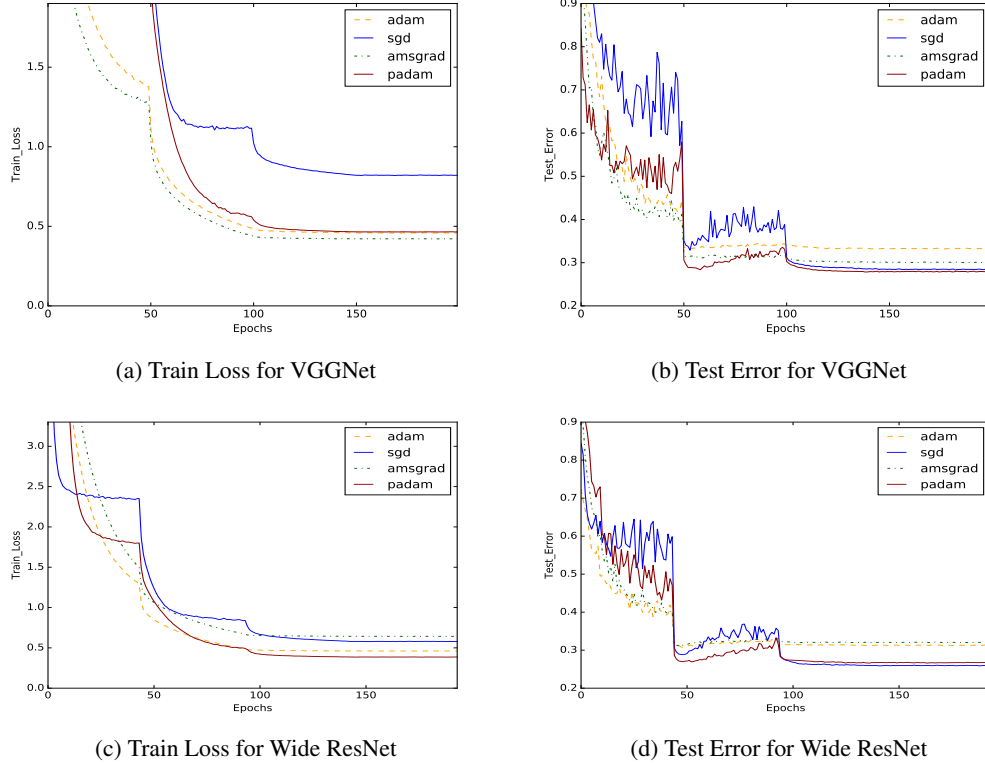 adam
sgd
amsgrad
padam
Train_Loss
1.5
1.0
0.5
0.0
0
50
100
150
Epochs
(a) Train Loss for VGGNet
adam
sgd
amsgrad
padam
Test_Error
0.9
0.8
0.7
0.6
0.5
0.4
0.3
0.2
0
50
100
150
Epochs
(b) Test Error for VGGNet
adam
sgd
amsgrad
padam
Train_Loss
3.0
2.5
2.0
1.5
1.0
0.5
0.0
0
50
100
150
Epochs
(c) Train Loss for Wide ResNet
adam
sgd
amsgrad
padam
Test_Error
0.9
0.8
0.7
0.6
0.5
0.4
0.3
0.2
0
50
100
150
Epochs
(d) Test Error for Wide ResNet